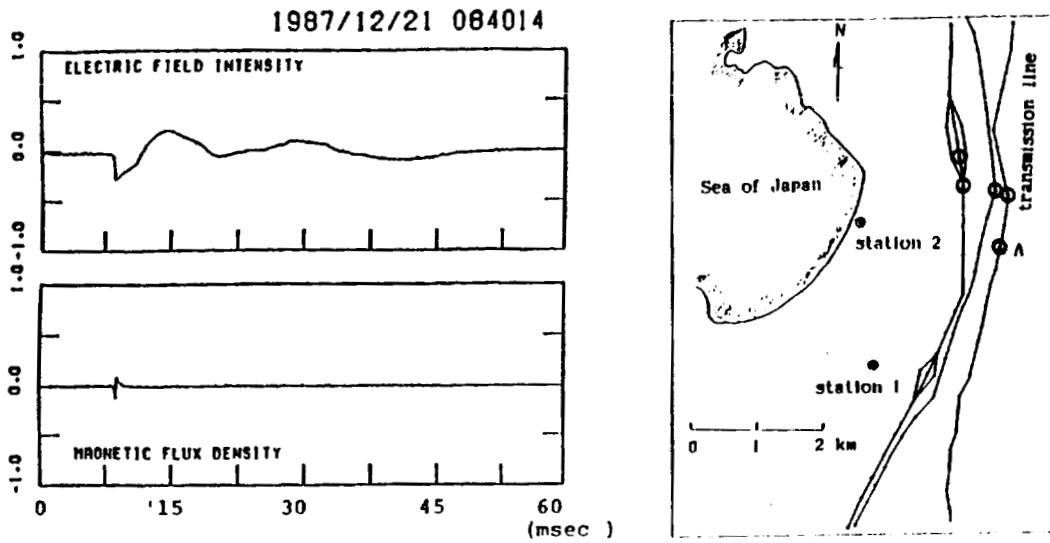 1987/12/21 084014
1.0
0.0
-1.0
ELECTRIC FIELD INTENSITY
1.0
0.0
-1.0
MAGNETIC FLUX DENSITY
0 '15 30 45 60
(msec )
N
transmission line
Sea of Japan
station 2
A
station 1
0 1 2 km